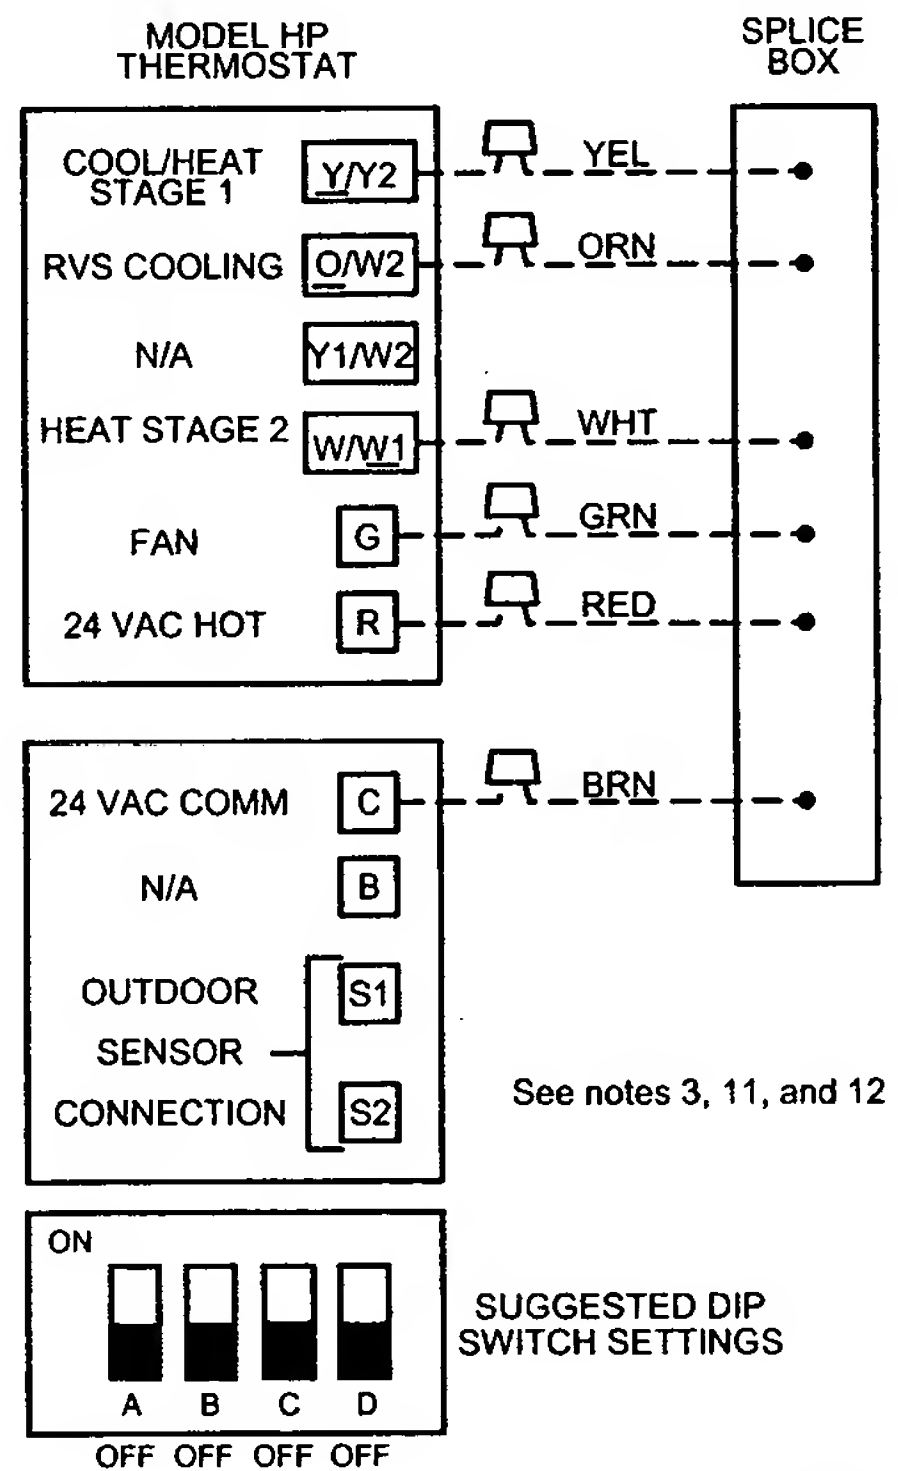 MODEL HP
THERMOSTAT
SPLICE
BOX
COOL/HEAT
STAGE 1
Y/Y2
YEL
RVS COOLING
O/W2
ORN
N/A
Y1/W2
HEAT STAGE 2
W/W1
WHT
FAN
G
GRN
24 VAC HOT
R
RED
24 VAC COMM
C
BRN
N/A
B
OUTDOOR
SENSOR
CONNECTION
S1
S2
See notes 3, 11, and 12
ON
A B C D
OFF OFF OFF OFF
SUGGESTED DIP
SWITCH SETTINGS